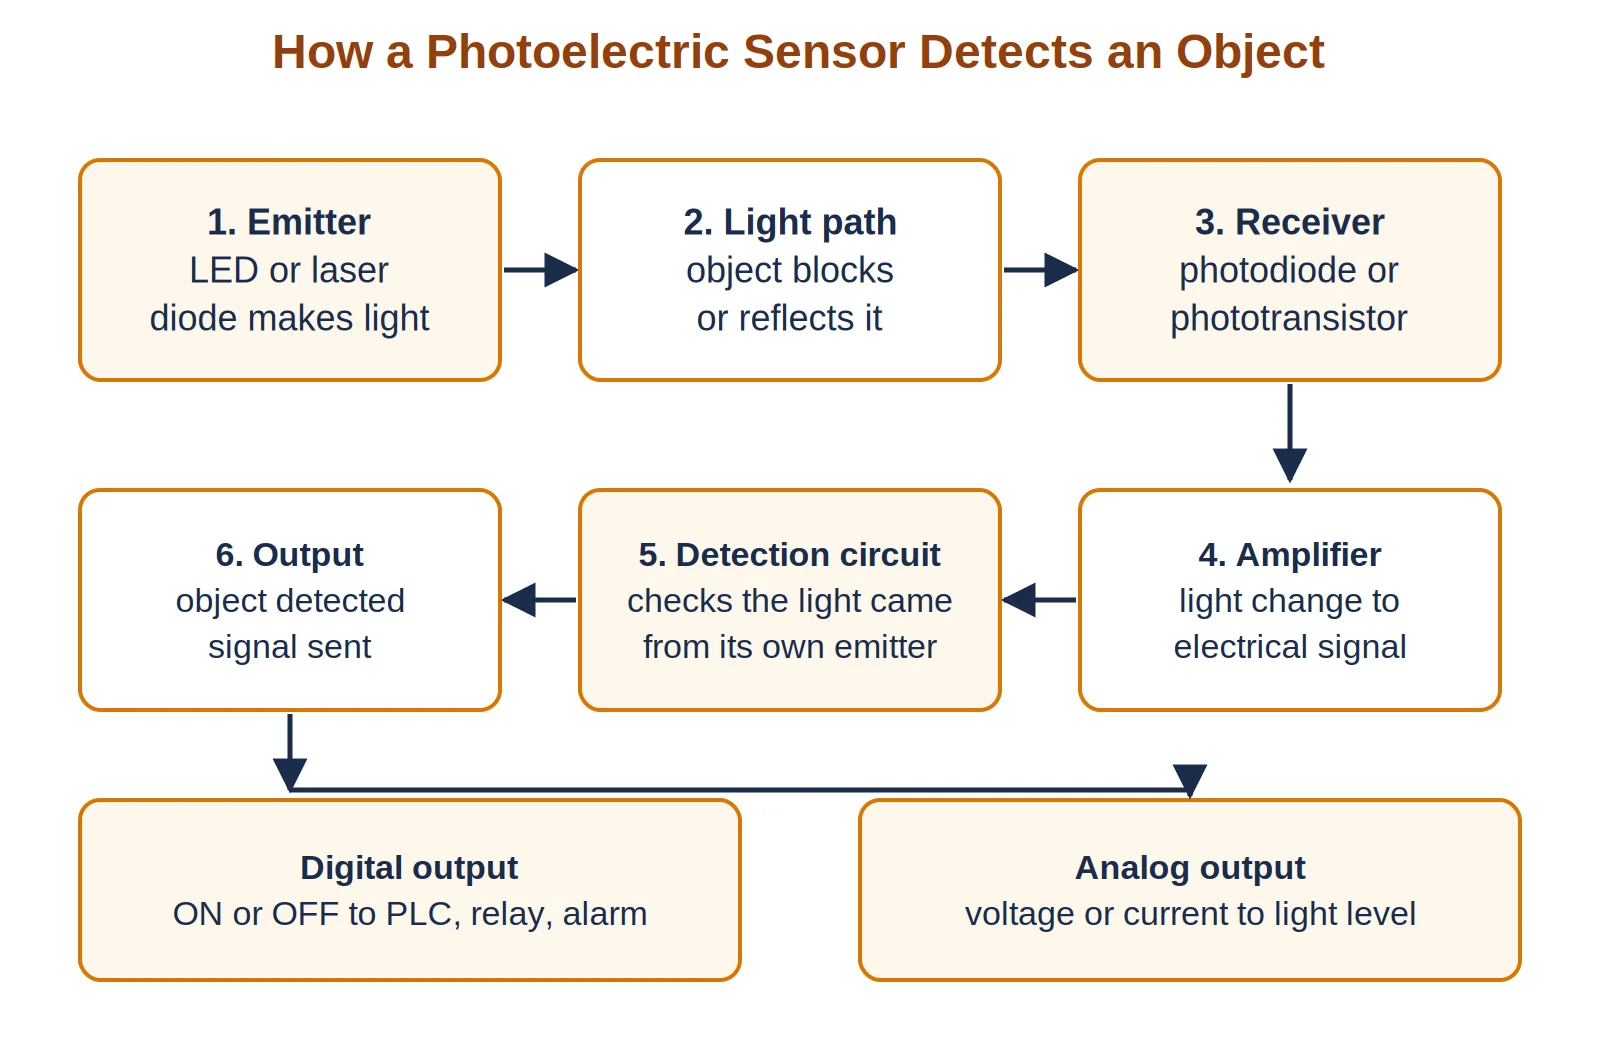 How a Photoelectric Sensor Detects an Object
1. Emitter
LED or laser
diode makes light
2. Light path
object blocks
or reflects it
3. Receiver
photodiode or
phototransistor
4. Amplifier
light change to
electrical signal
5. Detection circuit
checks the light came
from its own emitter
6. Output
object detected
signal sent
Digital output
ON or OFF to PLC, relay, alarm
Analog output
voltage or current to light level